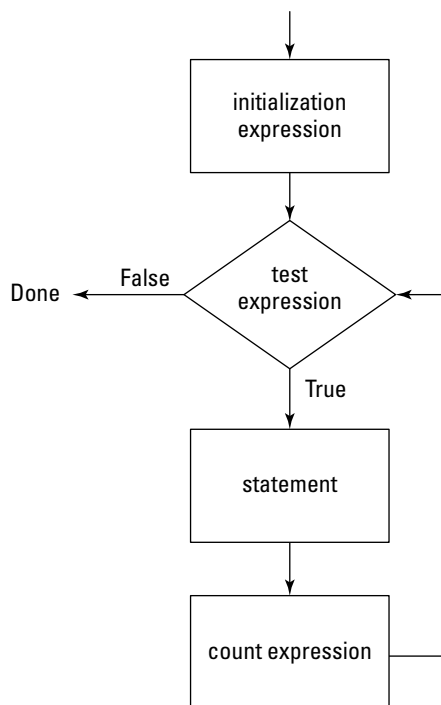 initialization
expression
False
Done
test
expression
True
statement
count expression